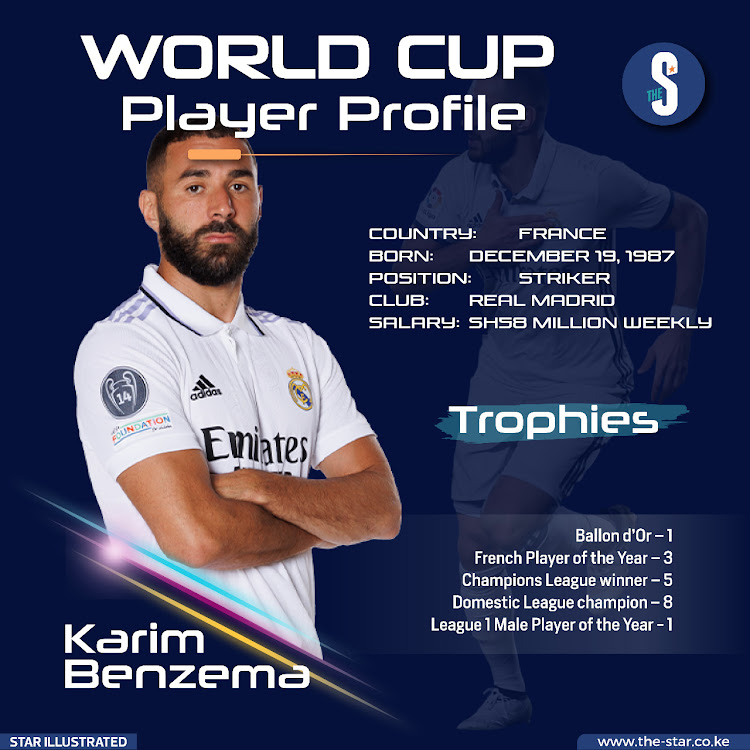 WORLD CUP
Player Profile
THE S
COUNTRY: FRANCE
BORN: DECEMBER 19, 1987
POSITION: STRIKER
CLUB: REAL MADRID
SALARY: SH58 MILLION WEEKLY
14
FOUNDATION
adidas
Emirates
Trophies
Ballon d'Or – 1
French Player of the Year – 3
Champions League winner – 5
Domestic League champion – 8
League 1 Male Player of the Year - 1
Karim
Benzema
STAR ILLUSTRATED
www.the-star.co.ke